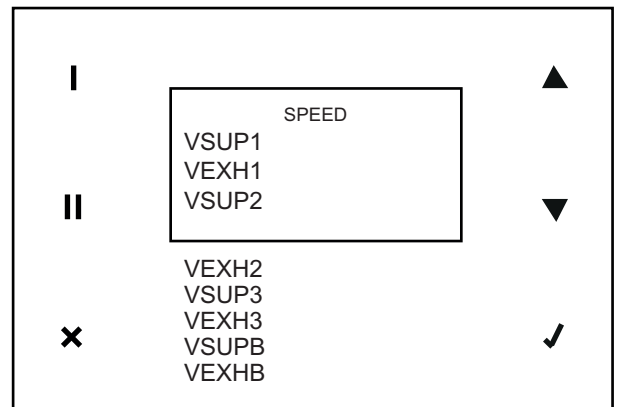 I
SPEED
VSUP1
VEXH1
VSUP2
II
VEXH2
VSUP3
VEXH3
VSUPB
VEXHB